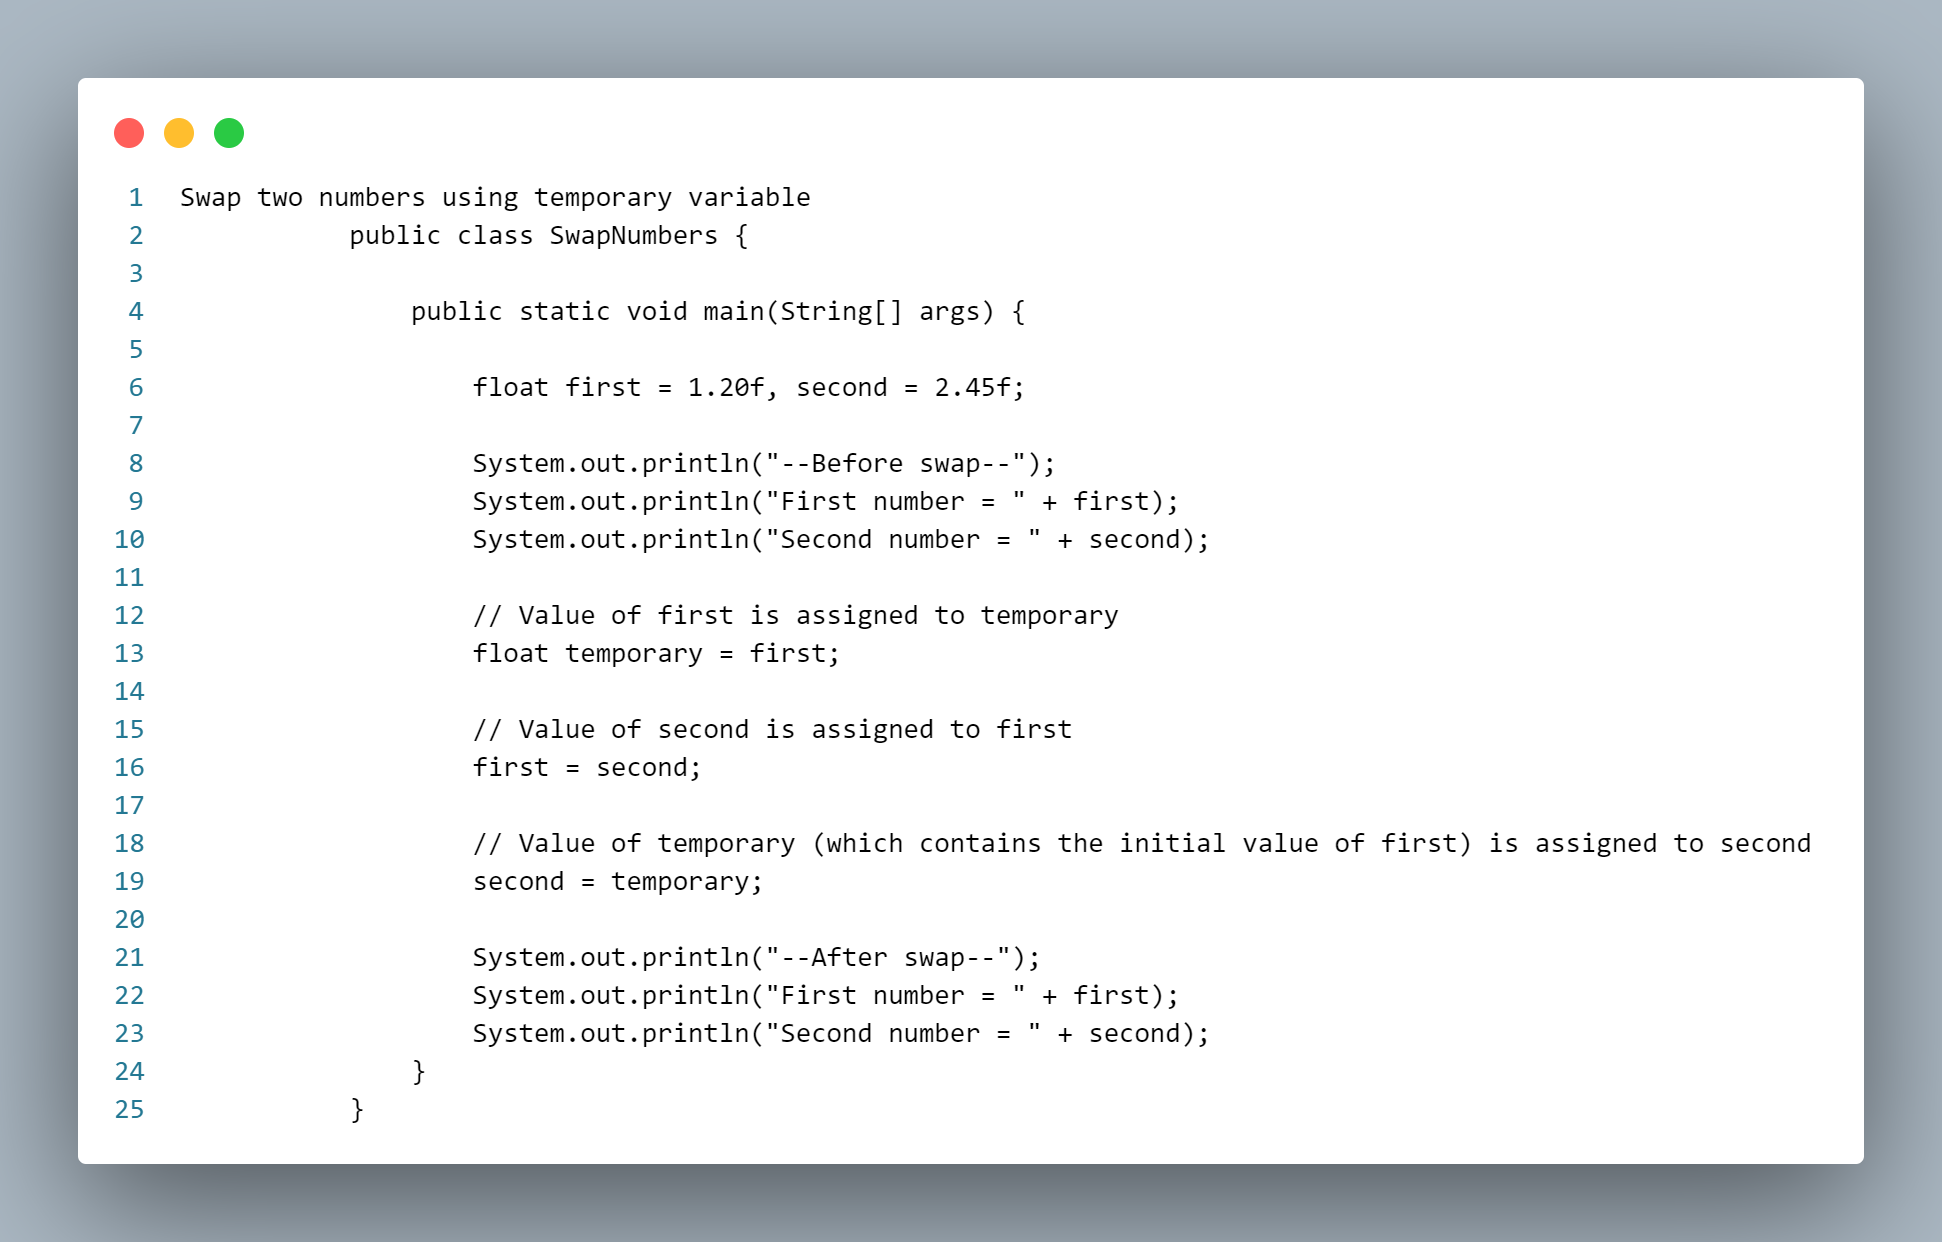 1 Swap two numbers using temporary variable
2 public class SwapNumbers {
3
4 public static void main(String[] args) {
5
6 float first = 1.20f, second = 2.45f;
7
8 System.out.println("--Before swap--");
9 System.out.println("First number = " + first);
10 System.out.println("Second number = " + second);
11
12 // Value of first is assigned to temporary
13 float temporary = first;
14
15 // Value of second is assigned to first
16 first = second;
17
18 // Value of temporary (which contains the initial value of first) is assigned to second
19 second = temporary;
20
21 System.out.println("--After swap--");
22 System.out.println("First number = " + first);
23 System.out.println("Second number = " + second);
24 }
25 }